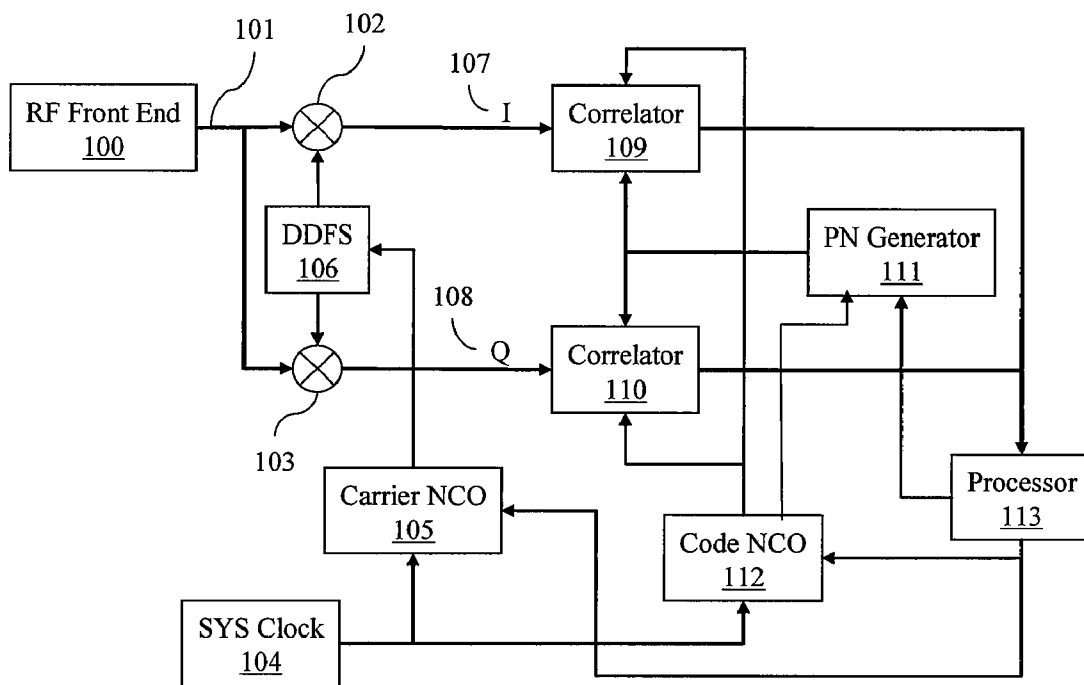 101
102
107
RF Front End
100
I
Correlator
109
DDFS
106
PN Generator
111
108
Q
Correlator
110
103
Carrier NCO
105
Processor
113
Code NCO
112
SYS Clock
104